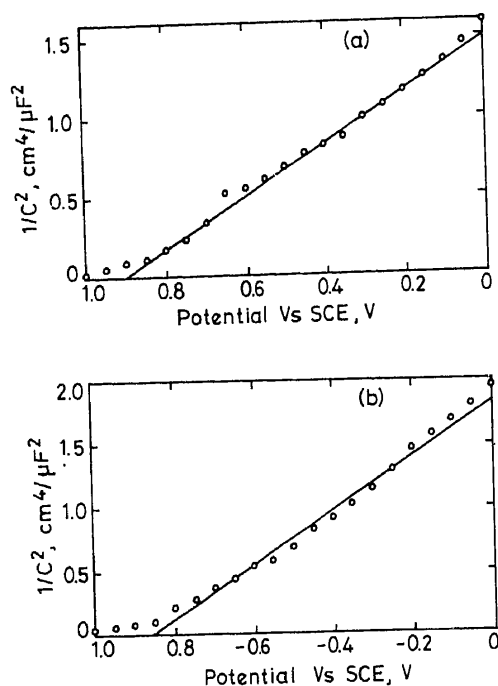 (a)
1.5
1.0
0.5
0
1/C², cm⁴/μF²
1.0 0.8 0.6 0.4 0.2 0
Potential Vs SCE, V
(b)
2.0
1.5
1.0
0.5
0
1/C², cm⁴/μF²
1.0 0.8 -0.6 -0.4 -0.2 -0
Potential Vs SCE, V